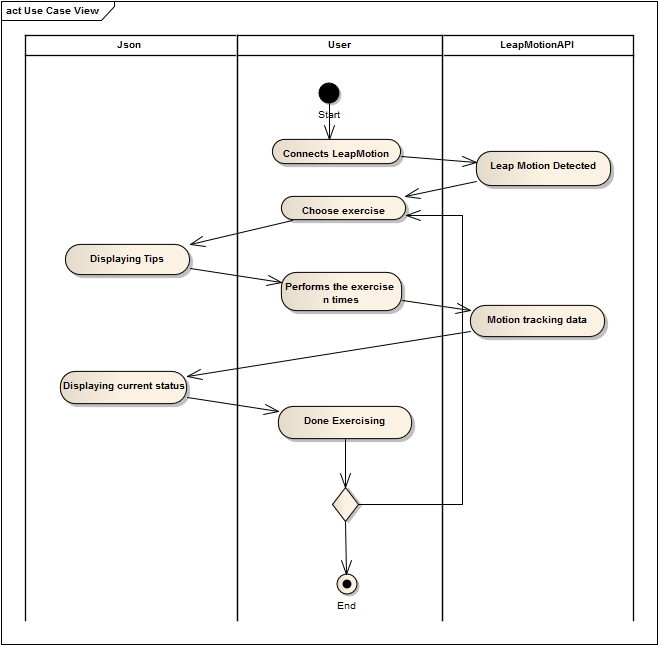 act Use Case View
Json
User
LeapMotionAPI
Start
Connects LeapMotion
Leap Motion Detected
Choose exercise
Displaying Tips
Performs the exercise
n times
Motion tracking data
Displaying current status
Done Exercising
End